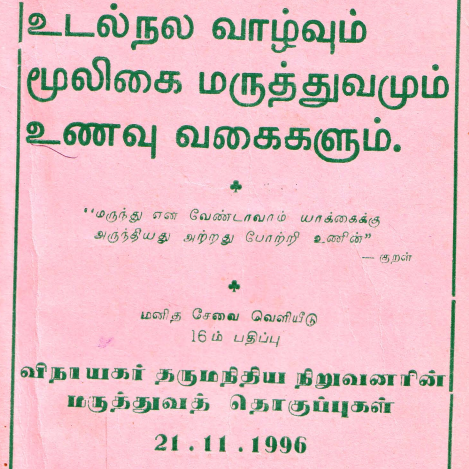 உடல்நல வாழ்வும்
மூலிகை மருத்துவமும்
உணவு வகைகளும்.
“மருந்து என வேண்டாவாம் யாக்கைக்கு
அருந்தியது அற்றது போற்றி உணின்”
— குறள்
மனித சேவை வெளியீடு
16ம் பதிப்பு
விநாயகர் தருமநிதிய நிறுவனரின்
மருத்துவத் தொகுப்புகள்
21.11.1996